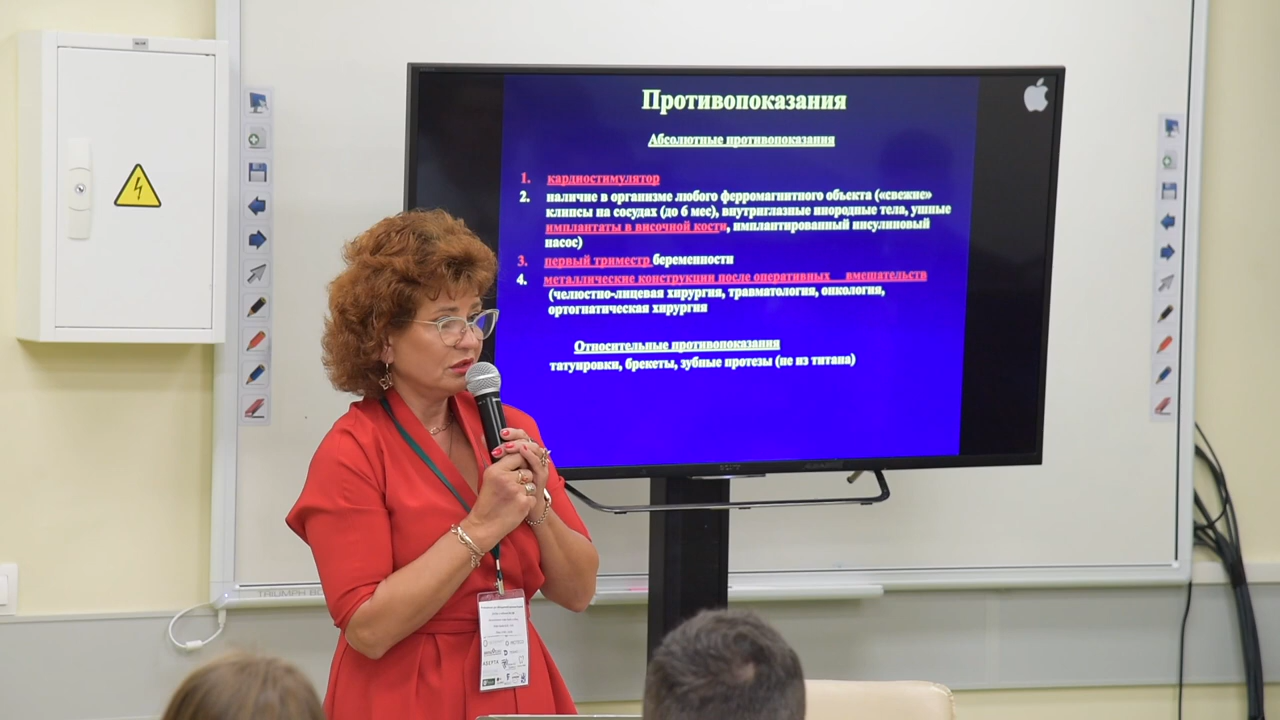 Противопоказания
Абсолютные противопоказания
1. кардиостимулятор
2. наличие в организме любого ферромагнитного объекта («свежие»
клипсы на сосудах (до 6 мес), внутриглазные инородные тела, ушные
имплантаты в височной кости, имплантированный инсулиновый
насос)
3. первый триместр беременности
4. металлические конструкции после оперативных вмешательств
(челюстно-лицевая хирургия, травматология, онкология,
ортогнатическая хирургия
Относительные противопоказания
татуировки, брекеты, зубные протезы (не из титана)
SONY
TRIUMPH